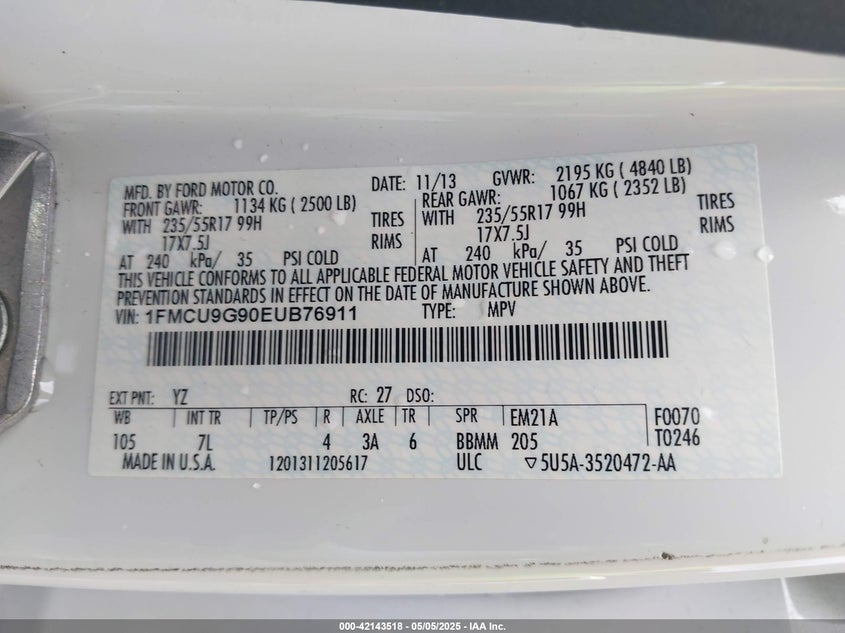 MFD. BY FORD MOTOR CO. DATE: 11/13 GVWR: 2195 KG ( 4840 LB)
FRONT GAWR: 1134 KG ( 2500 LB) REAR GAWR: 1067 KG ( 2352 LB)
WITH 235/55R17 99H TIRES WITH 235/55R17 99H TIRES
17X7.5J RIMS 17X7.5J RIMS
AT 240 kPa/ 35 PSI COLD AT 240 kPa/ 35 PSI COLD
THIS VEHICLE CONFORMS TO ALL APPLICABLE FEDERAL MOTOR VEHICLE SAFETY AND THEFT
PREVENTION STANDARDS IN EFFECT ON THE DATE OF MANUFACTURE SHOWN ABOVE.
VIN: 1FMCU9G90EUB76911 TYPE: MPV
EXT PNT: YZ RC: 27 DSO:
WB INT TR TP/PS R AXLE TR SPR EM21A F0070
105 7L 4 3A 6 BBMM 205 T0246
MADE IN U.S.A. 1201311205617 ULC ▽5U5A-3520472-AA
000-42143518 - 05/05/2025 - IAA Inc.